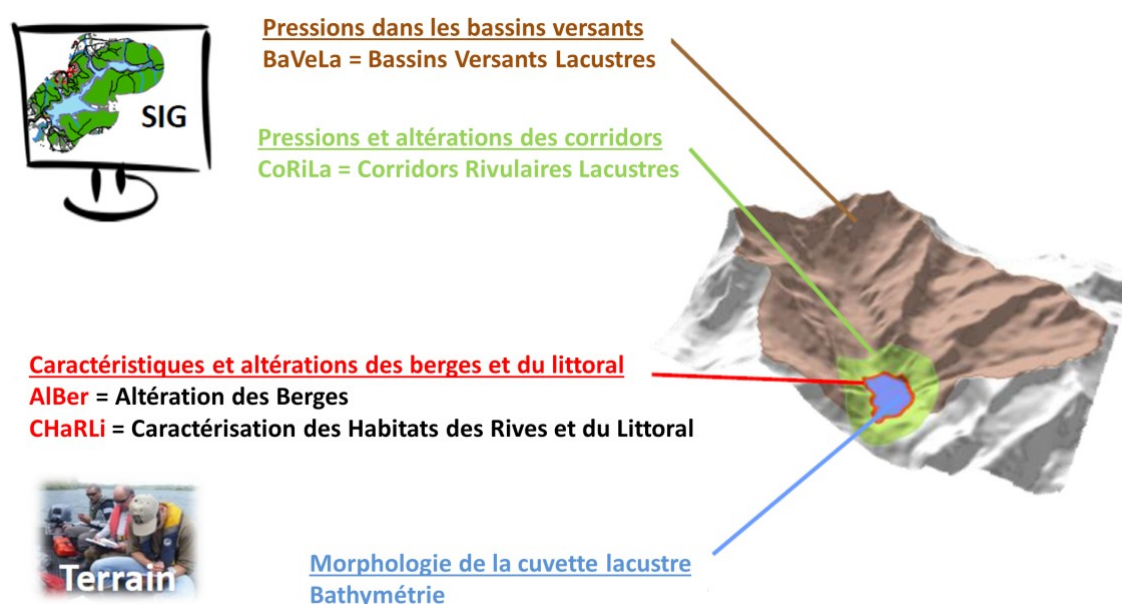 Pressions dans les bassins versants
BaVeLa = Bassins Versants Lacustres
SIG
Pressions et altérations des corridors
CoRiLa = Corridors Rivulaires Lacustres
Caractéristiques et altérations des berges et du littoral
AlBer = Altération des Berges
CHaRLi = Caractérisation des Habitats des Rives et du Littoral
Terrain
Morphologie de la cuvette lacustre
Bathymétrie